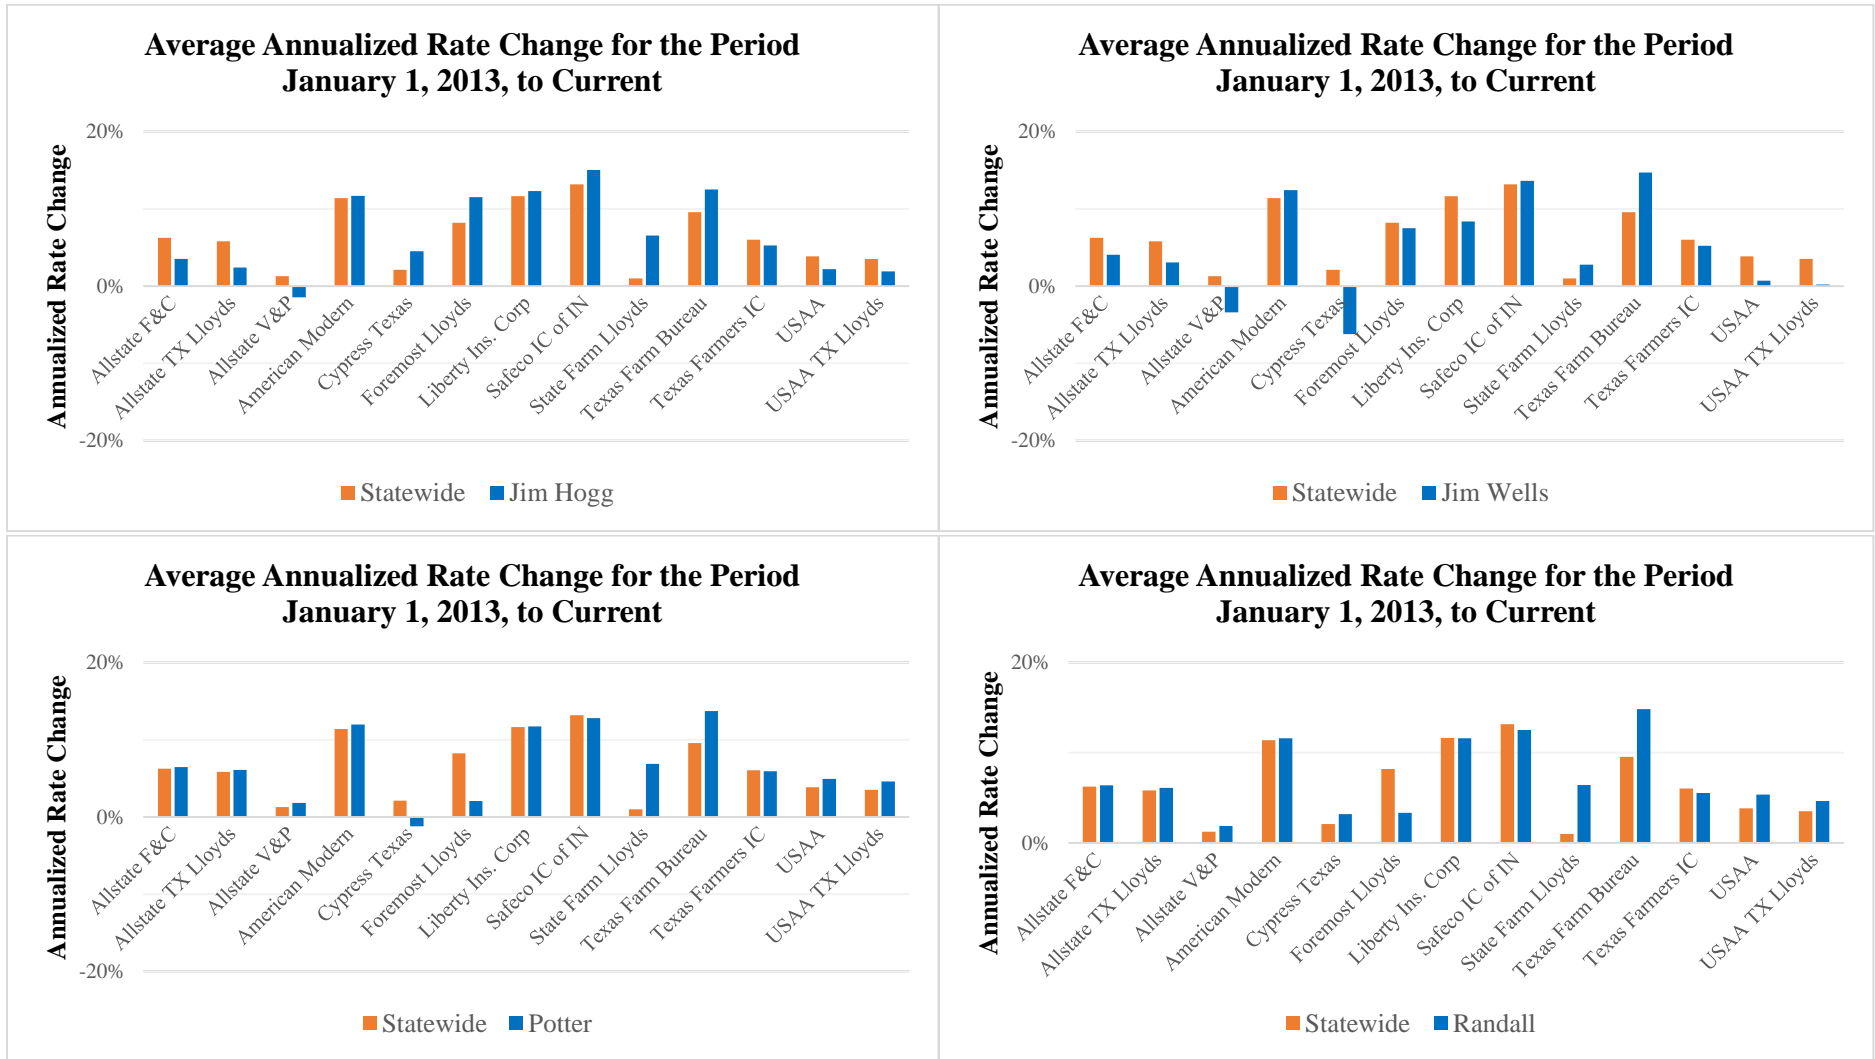 Average Annualized Rate Change for the Period
January 1, 2013, to Current
Annualized Rate Change
20%
0%
-20%
Allstate F&C
Allstate TX Lloyds
Allstate V&P
American Modern
Cypress Texas
Foremost Lloyds
Liberty Ins. Corp
Safeco IC of IN
State Farm Lloyds
Texas Farm Bureau
Texas Farmers IC
USAA
USAA TX Lloyds
Statewide Jim Hogg
Average Annualized Rate Change for the Period
January 1, 2013, to Current
Annualized Rate Change
20%
0%
-20%
Allstate F&C
Allstate TX Lloyds
Allstate V&P
American Modern
Cypress Texas
Foremost Lloyds
Liberty Ins. Corp
Safeco IC of IN
State Farm Lloyds
Texas Farm Bureau
Texas Farmers IC
USAA
USAA TX Lloyds
Statewide Jim Wells
Average Annualized Rate Change for the Period
January 1, 2013, to Current
Annualized Rate Change
20%
0%
-20%
Allstate F&C
Allstate TX Lloyds
Allstate V&P
American Modern
Cypress Texas
Foremost Lloyds
Liberty Ins. Corp
Safeco IC of IN
State Farm Lloyds
Texas Farm Bureau
Texas Farmers IC
USAA
USAA TX Lloyds
Statewide Potter
Average Annualized Rate Change for the Period
January 1, 2013, to Current
Annualized Rate Change
20%
0%
Allstate F&C
Allstate TX Lloyds
Allstate V&P
American Modern
Cypress Texas
Foremost Lloyds
Liberty Ins. Corp
Safeco IC of IN
State Farm Lloyds
Texas Farm Bureau
Texas Farmers IC
USAA
USAA TX Lloyds
Statewide Randall